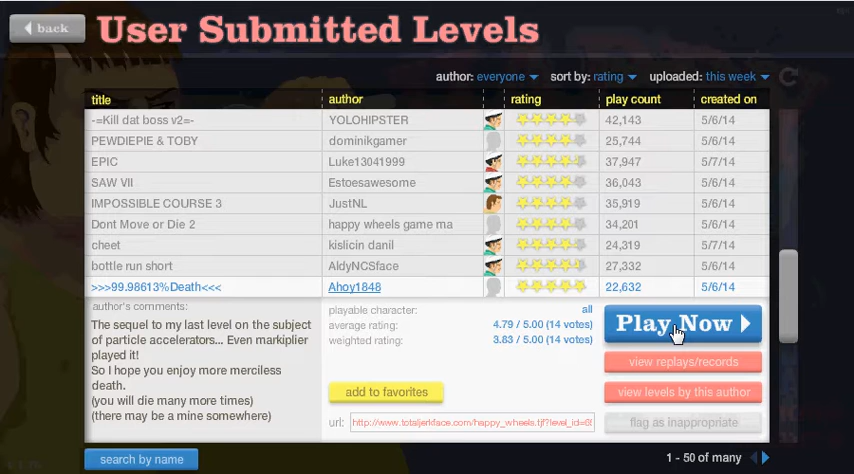 back
User Submitted Levels
author: everyone sort by: rating uploaded: this week
title author rating play count created on
-=Kill dat boss v2=- YOLOHIPSTER 42,143 5/6/14
PEWDIEPIE & TOBY dominikgamer 25,744 5/6/14
EPIC Luke13041999 37,947 5/7/14
SAW VII Estoesawesome 36,043 5/6/14
IMPOSSIBLE COURSE 3 JustNL 35,919 5/6/14
Dont Move or Die 2 happy wheels game ma 34,201 5/6/14
cheet kislicin danil 24,319 5/7/14
bottle run short AldyNCSface 27,332 5/6/14
>>>99.98613%Death<<< Ahoy1848 22,632 5/6/14
author's comments:
The sequel to my last level on the subject
of particle accelerators... Even markiplier
played it!
So I hope you enjoy more merciless
death.
(you will die many more times)
(there may be a mine somewhere)
playable character: all
average rating: 4.79 / 5.00 (14 votes)
weighted rating: 3.63 / 5.00 (14 votes)
add to favorites
url: http://www.totaljerkface.com/happy_wheels.tjf?level_id=6
Play Now
view replays/records
view levels by this author
flag as inappropriate
search by name
1 - 50 of many